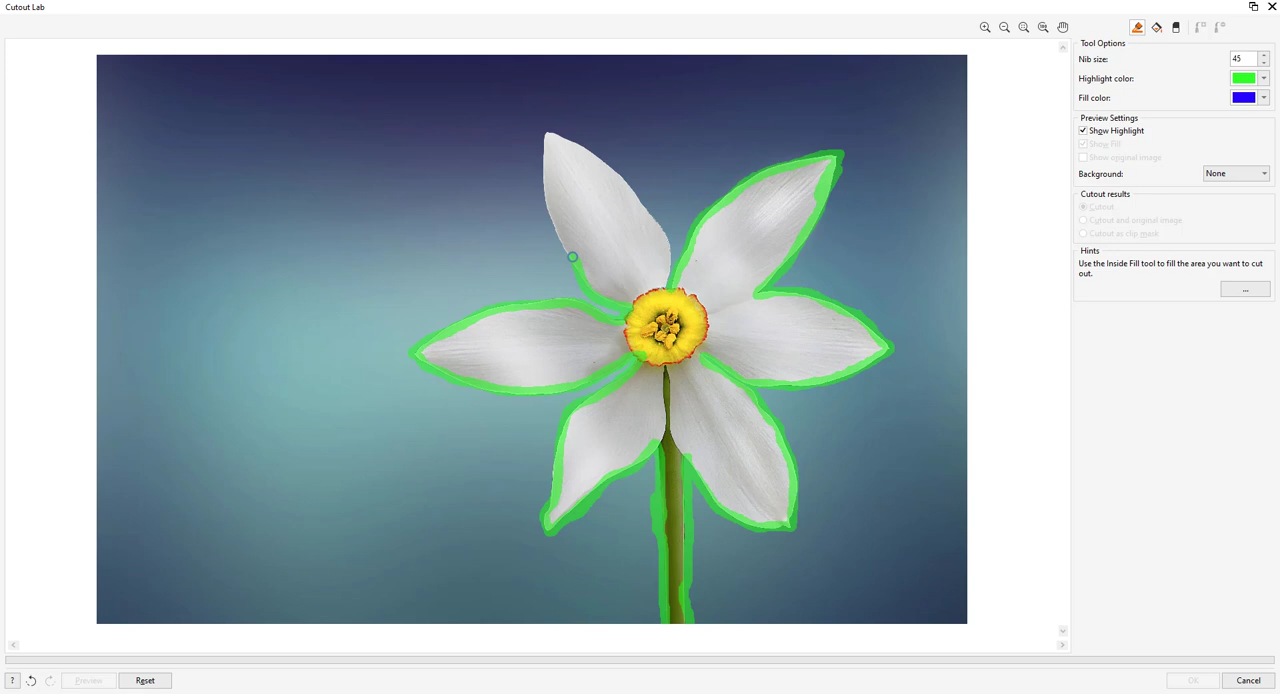 Cutout Lab
Tool Options
Nib size: 45
Highlight color:
Fill color:
Preview Settings
Show Highlight
Show Fill
Show original image
Background: None
Cutout results
Cutout
Cutout and original image
Cutout as clip mask
Hints
Use the Inside Fill tool to fill the area you want to cut
out.
...
? Preview Reset OK Cancel